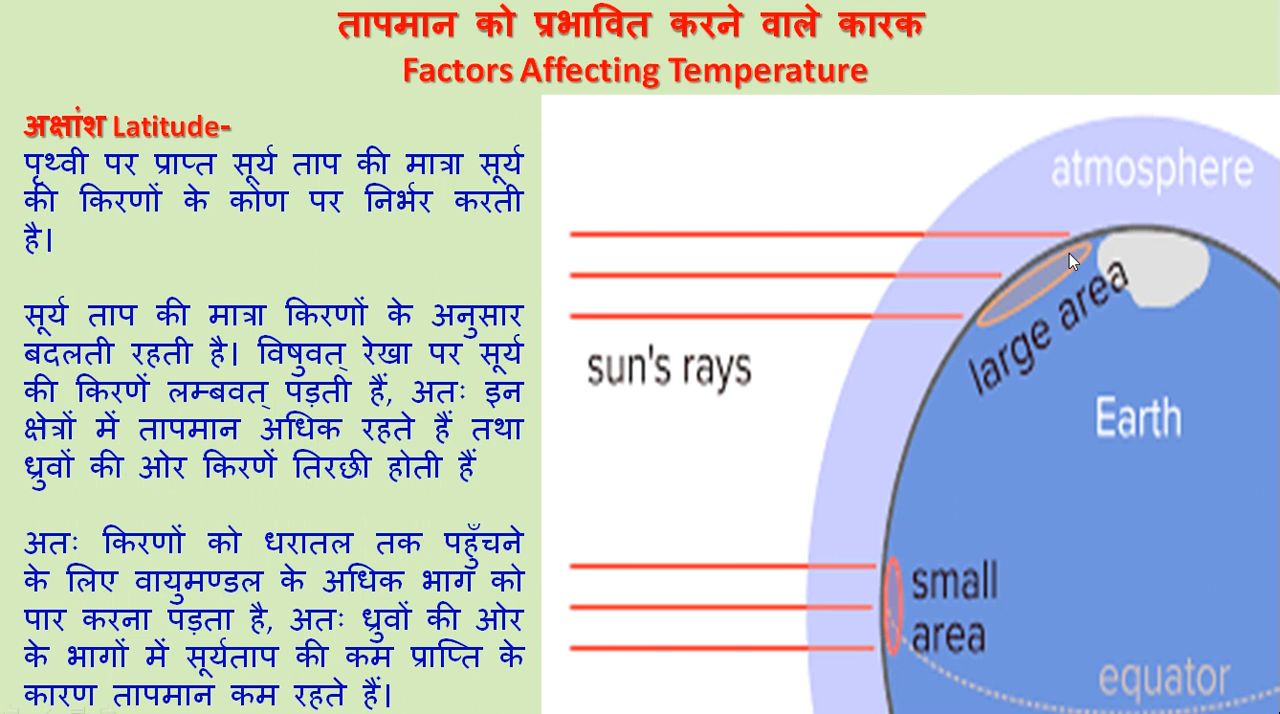 तापमान को प्रभावित करने वाले कारक
Factors Affecting Temperature
अक्षांश Latitude-
पृथ्वी पर प्राप्त सूर्य ताप की मात्रा सूर्य
की किरणों के कोण पर निर्भर करती
है।
सूर्य ताप की मात्रा किरणों के अनुसार
बदलती रहती है। विषुवत् रेखा पर सूर्य
की किरणें लम्बवत् पड़ती हैं, अतः इन
क्षेत्रों में तापमान अधिक रहते हैं तथा
ध्रुवों की ओर किरणें तिरछी होती हैं
अतः किरणों को धरातल तक पहुँचने
के लिए वायुमण्डल के अधिक भाग को
पार करना पड़ता है, अतः ध्रुवों की ओर
के भागों में सूर्यताप की कम प्राप्ति के
कारण तापमान कम रहते हैं।
atmosphere
large area
sun's rays
Earth
small
area
equator